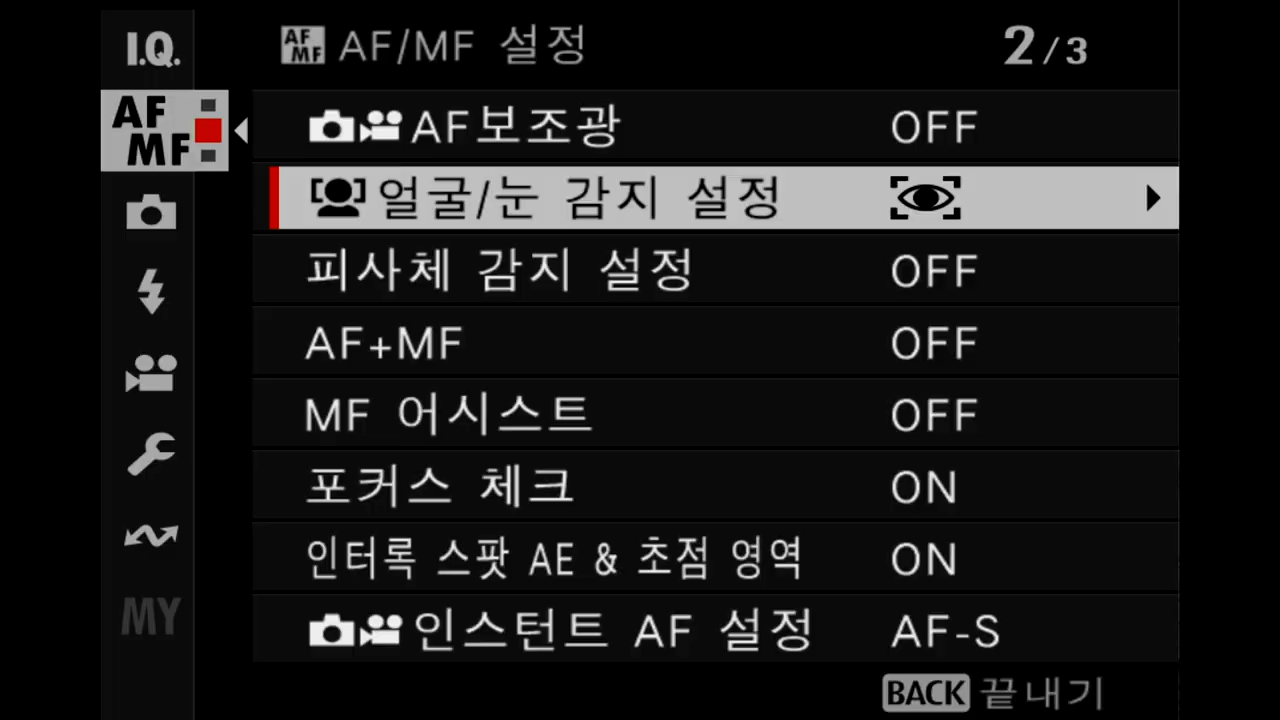 I.Q.
AF MF AF/MF 설정 2/3
AF
MF
AF보조광 OFF
얼굴/눈 감지 설정
피사체 감지 설정 OFF
AF+MF OFF
MF 어시스트 OFF
포커스 체크 ON
인터록 스팟 AE & 초점 영역 ON
인스턴트 AF 설정 AF-S
MY
BACK 끝내기